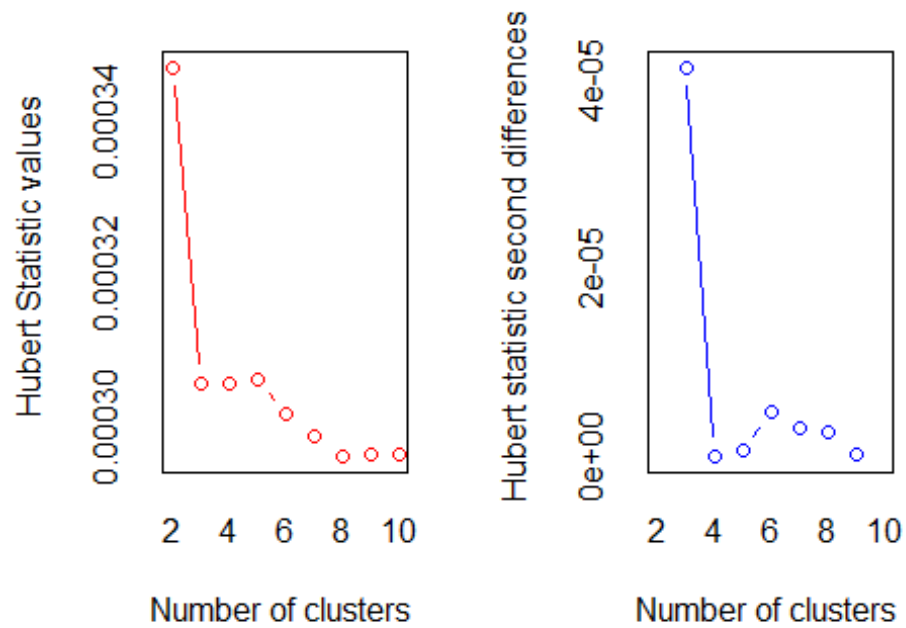 Hubert Statistic values
0.00030 0.00032 0.00034
2 4 6 8 10
Number of clusters
Hubert statistic second differences
0e+00 2e-05 4e-05
2 4 6 8 10
Number of clusters